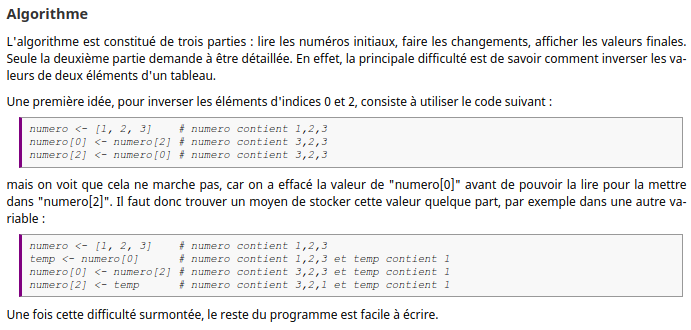 Algorithme
L'algorithme est constitué de trois parties : lire les numéros initiaux, faire les changements, afficher les valeurs finales.
Seule la deuxième partie demande à être détaillée. En effet, la principale difficulté est de savoir comment inverser les va-
leurs de deux éléments d'un tableau.
Une première idée, pour inverser les éléments d'indices 0 et 2, consiste à utiliser le code suivant :
numero <- [1, 2, 3]    # numero contient 1,2,3
numero[0] <- numero[2] # numero contient 3,2,3
numero[2] <- numero[0] # numero contient 3,2,3
mais on voit que cela ne marche pas, car on a effacé la valeur de "numero[0]" avant de pouvoir la lire pour la mettre
dans "numero[2]". Il faut donc trouver un moyen de stocker cette valeur quelque part, par exemple dans une autre va-
riable :
numero <- [1, 2, 3]    # numero contient 1,2,3
temp <- numero[0]      # numero contient 1,2,3 et temp contient 1
numero[0] <- numero[2] # numero contient 3,2,3 et temp contient 1
numero[2] <- temp      # numero contient 3,2,1 et temp contient 1
Une fois cette difficulté surmontée, le reste du programme est facile à écrire.